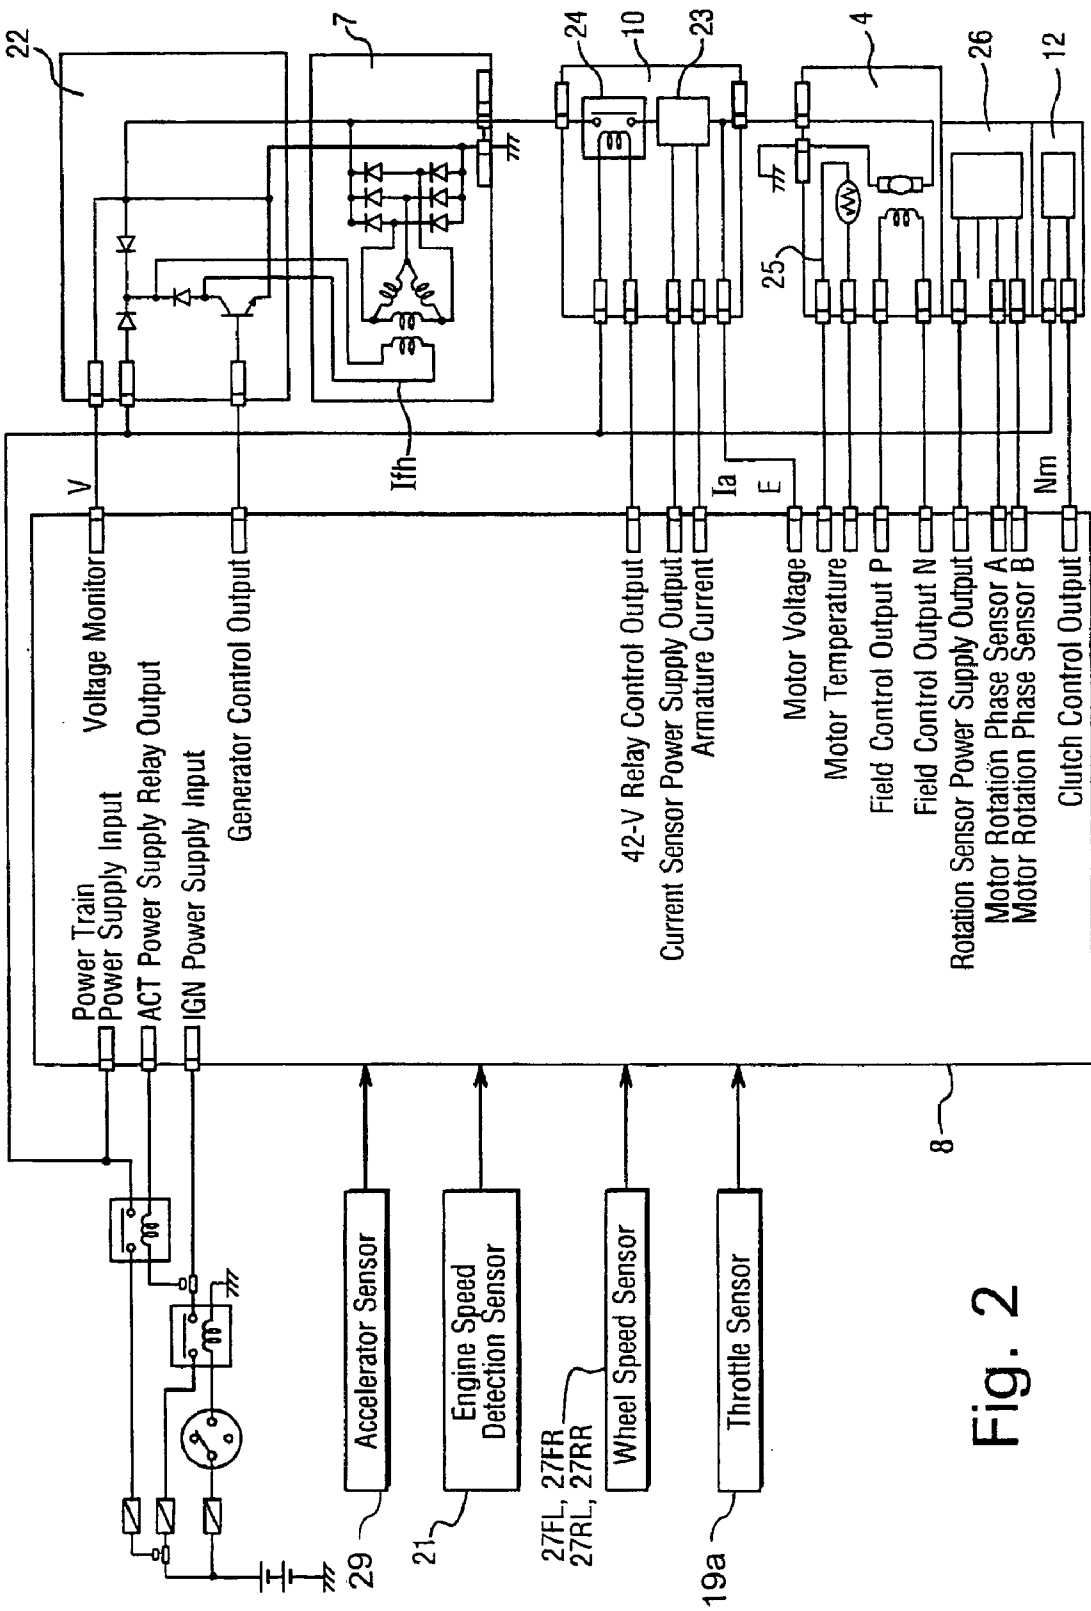 22
7
24
10
23
4
26
12
25
Ifh
V
Ia
E
Nm
Power Train
Power Supply Input
ACT Power Supply Relay Output
IGN Power Supply Input
Voltage Monitor
Generator Control Output
42-V Relay Control Output
Current Sensor Power Supply Output
Armature Current
Motor Voltage
Motor Temperature
Field Control Output P
Field Control Output N
Rotation Sensor Power Supply Output
Motor Rotation Phase Sensor A
Motor Rotation Phase Sensor B
Clutch Control Output
8
Accelerator Sensor
29
Engine Speed
Detection Sensor
21
Wheel Speed Sensor
27FL, 27FR
27RL, 27RR
Throttle Sensor
19a
Fig. 2